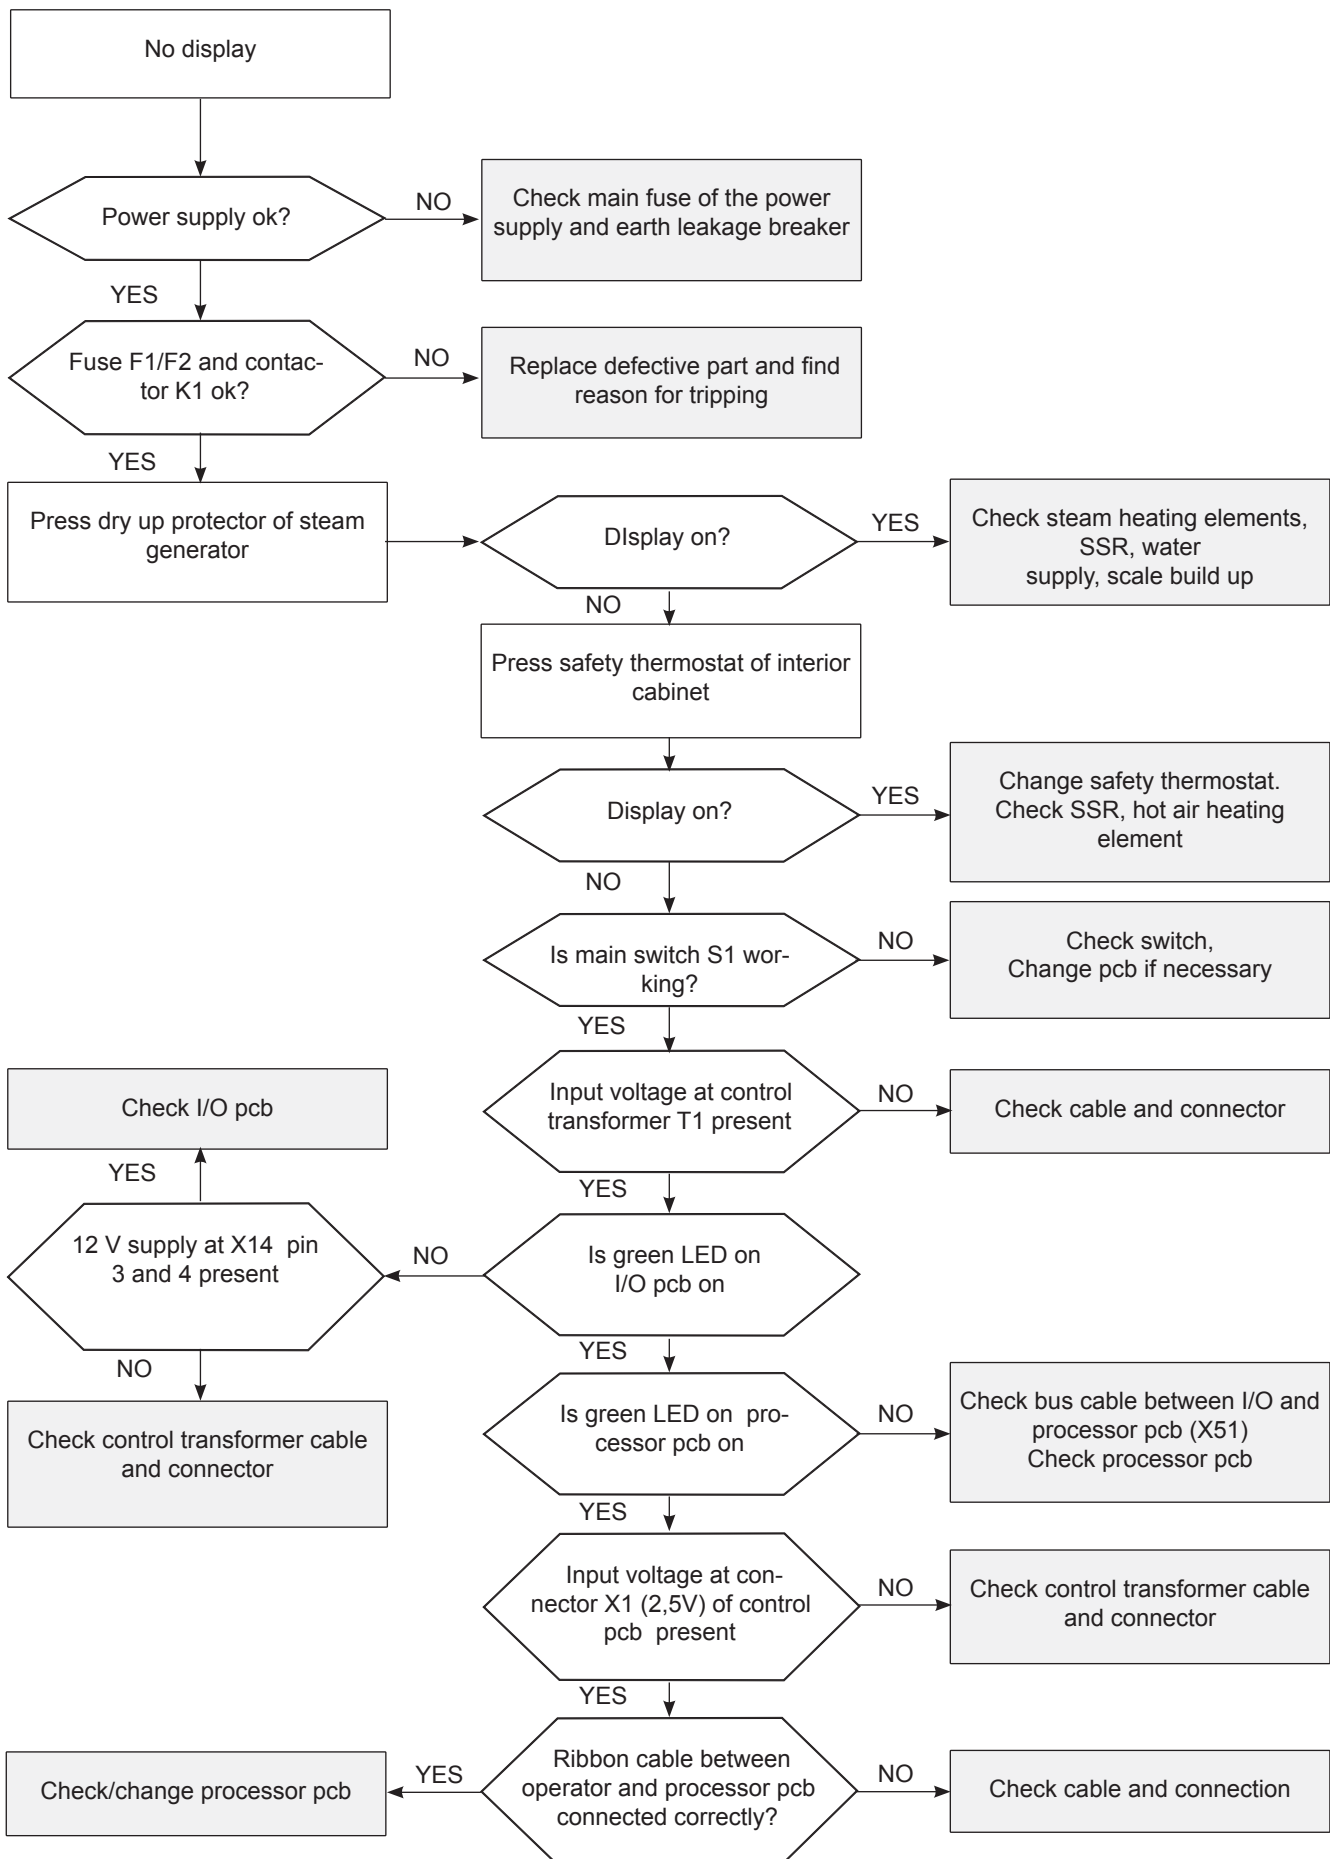 No display
Power supply ok?
NO
Check main fuse of the power
supply and earth leakage breaker
YES
Fuse F1/F2 and contac-
tor K1 ok?
NO
Replace defective part and find
reason for tripping
YES
Press dry up protector of steam
generator
DIsplay on?
YES
Check steam heating elements,
SSR, water
supply, scale build up
NO
Press safety thermostat of interior
cabinet
Display on?
YES
Change safety thermostat.
Check SSR, hot air heating
element
NO
Is main switch S1 wor-
king?
NO
Check switch,
Change pcb if necessary
YES
Input voltage at control
transformer T1 present
NO
Check cable and connector
YES
Is green LED on
I/O pcb on
NO
12 V supply at X14 pin
3 and 4 present
YES
Check I/O pcb
NO
Check control transformer cable
and connector
YES
Is green LED on pro-
cessor pcb on
NO
Check bus cable between I/O and
processor pcb (X51)
Check processor pcb
YES
Input voltage at con-
nector X1 (2,5V) of control
pcb present
NO
Check control transformer cable
and connector
YES
Ribbon cable between
operator and processor pcb
connected correctly?
YES
Check/change processor pcb
NO
Check cable and connection